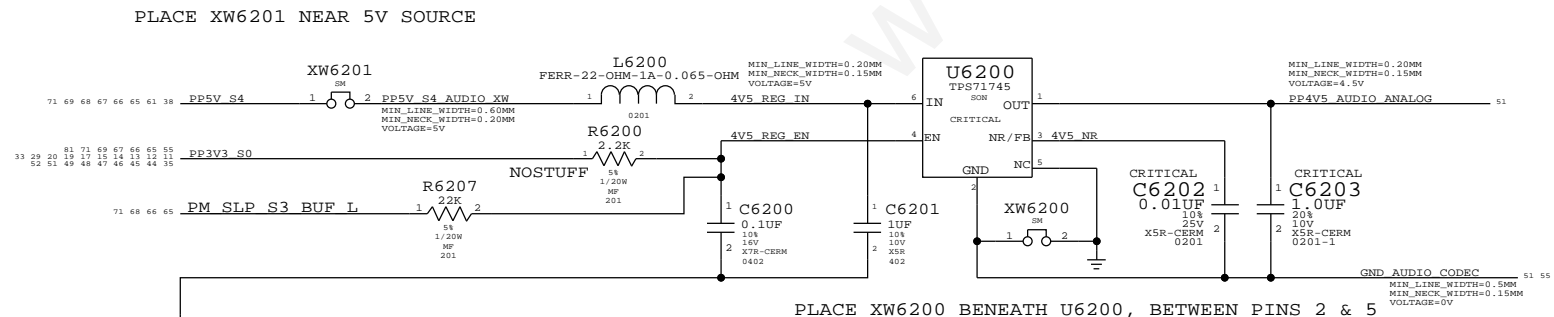 PLACE XW6201 NEAR 5V SOURCE
XW6201
SM
71 69 68 67 66 65 61 38 PP5V_S4 1 2 PP5V_S4_AUDIO_XW
MIN_LINE_WIDTH=0.60MM
MIN_NECK_WIDTH=0.20MM
VOLTAGE=5V
L6200
FERR-22-OHM-1A-0.065-OHM
1 2
0201
MIN_LINE_WIDTH=0.20MM
MIN_NECK_WIDTH=0.15MM
VOLTAGE=5V
4V5_REG_IN
81 71 69 67 66 65 55
33 29 20 19 17 15 14 13 12 11
52 51 49 48 47 46 45 44 35
PP3V3_S0
R6200
2.2K
1 2
NOSTUFF
5%
1/20W
MF
201
4V5_REG_EN
71 68 66 65 PM_SLP_S3_BUF_L
R6207
22K
1 2
5%
1/20W
MF
201
1
C6200
0.1UF
10%
16V
X7R-CERM
0402
2
1
C6201
1UF
10%
10V
X5R
402
2
U6200
TPS71745
SON
CRITICAL
6 IN
4 EN
OUT 1
NR/FB 3 4V5_NR
NC 5
GND
2
XW6200
SM
1 2
MIN_LINE_WIDTH=0.20MM
MIN_NECK_WIDTH=0.15MM
VOLTAGE=4.5V
PP4V5_AUDIO_ANALOG 51
CRITICAL
C6202
0.01UF
10%
25V
X5R-CERM
0201
1
2
CRITICAL
C6203
1.0UF
20%
10V
X5R-CERM
0201-1
1
2
GND_AUDIO_CODEC 51 55
MIN_LINE_WIDTH=0.5MM
MIN_NECK_WIDTH=0.15MM
VOLTAGE=0V
PLACE XW6200 BENEATH U6200, BETWEEN PINS 2 & 5